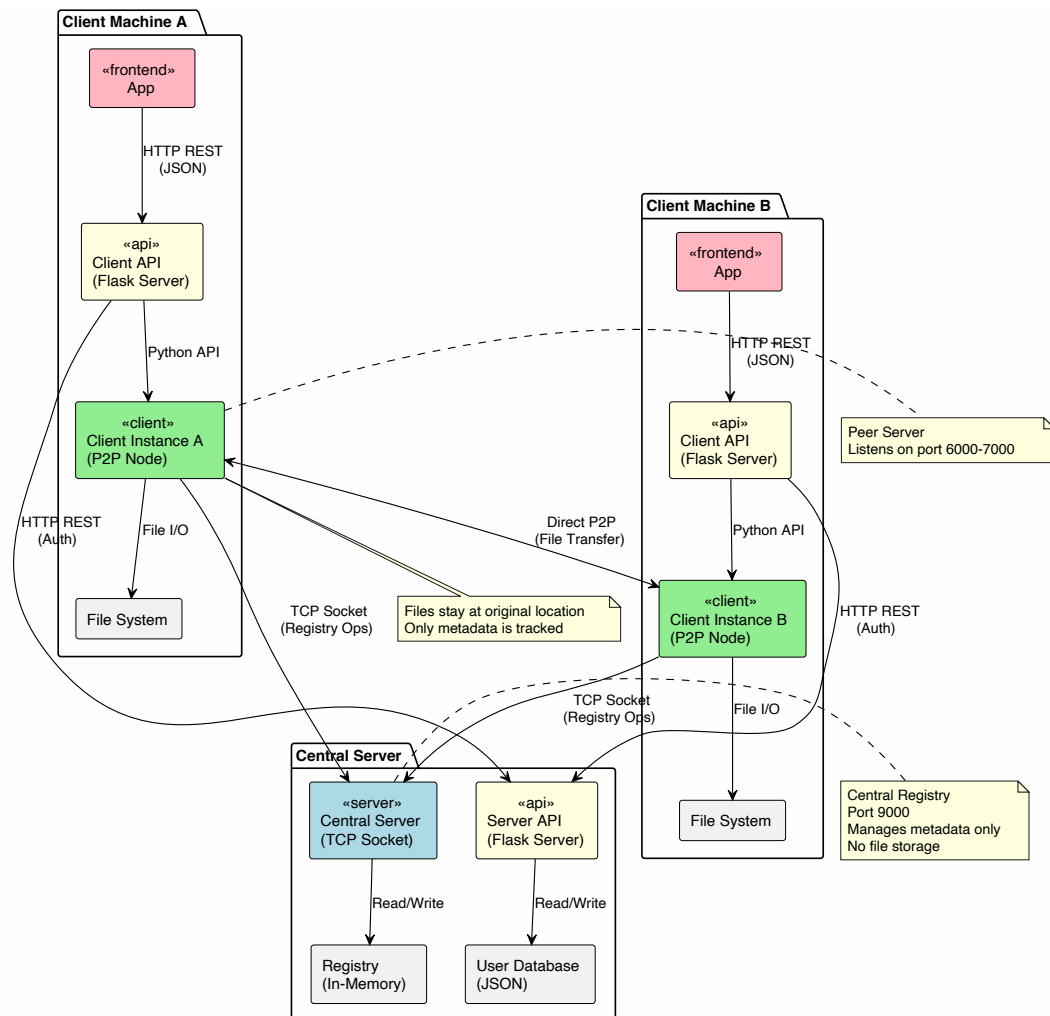 Client Machine A
«frontend»
App
HTTP REST
(JSON)
«api»
Client API
(Flask Server)
Python API
«client»
Client Instance A
(P2P Node)
HTTP REST
(Auth)
File I/O
File System
TCP Socket
(Registry Ops)
Direct P2P
(File Transfer)
Files stay at original location
Only metadata is tracked
Client Machine B
«frontend»
App
HTTP REST
(JSON)
«api»
Client API
(Flask Server)
Python API
«client»
Client Instance B
(P2P Node)
HTTP REST
(Auth)
TCP Socket
(Registry Ops)
File I/O
File System
Peer Server
Listens on port 6000-7000
Central Server
«server»
Central Server
(TCP Socket)
«api»
Server API
(Flask Server)
Read/Write
Read/Write
Registry
(In-Memory)
User Database
(JSON)
Central Registry
Port 9000
Manages metadata only
No file storage